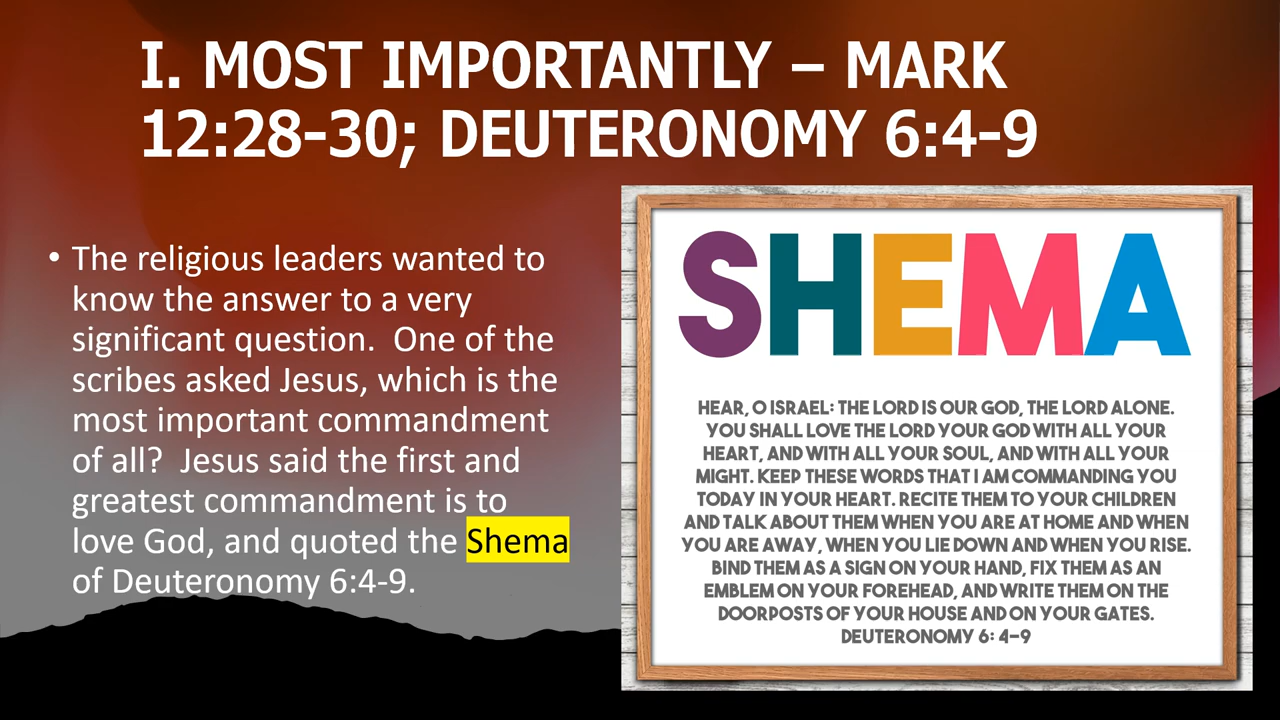 I. MOST IMPORTANTLY – MARK
12:28-30; DEUTERONOMY 6:4-9
• The religious leaders wanted to
know the answer to a very
significant question.  One of the
scribes asked Jesus, which is the
most important commandment
of all?  Jesus said the first and
greatest commandment is to
love God, and quoted the Shema
of Deuteronomy 6:4-9.
SHEMA
HEAR, O ISRAEL: THE LORD IS OUR GOD, THE LORD ALONE.
YOU SHALL LOVE THE LORD YOUR GOD WITH ALL YOUR
HEART, AND WITH ALL YOUR SOUL, AND WITH ALL YOUR
MIGHT. KEEP THESE WORDS THAT I AM COMMANDING YOU
TODAY IN YOUR HEART. RECITE THEM TO YOUR CHILDREN
AND TALK ABOUT THEM WHEN YOU ARE AT HOME AND WHEN
YOU ARE AWAY, WHEN YOU LIE DOWN AND WHEN YOU RISE.
BIND THEM AS A SIGN ON YOUR HAND, FIX THEM AS AN
EMBLEM ON YOUR FOREHEAD, AND WRITE THEM ON THE
DOORPOSTS OF YOUR HOUSE AND ON YOUR GATES.
DEUTERONOMY 6: 4-9